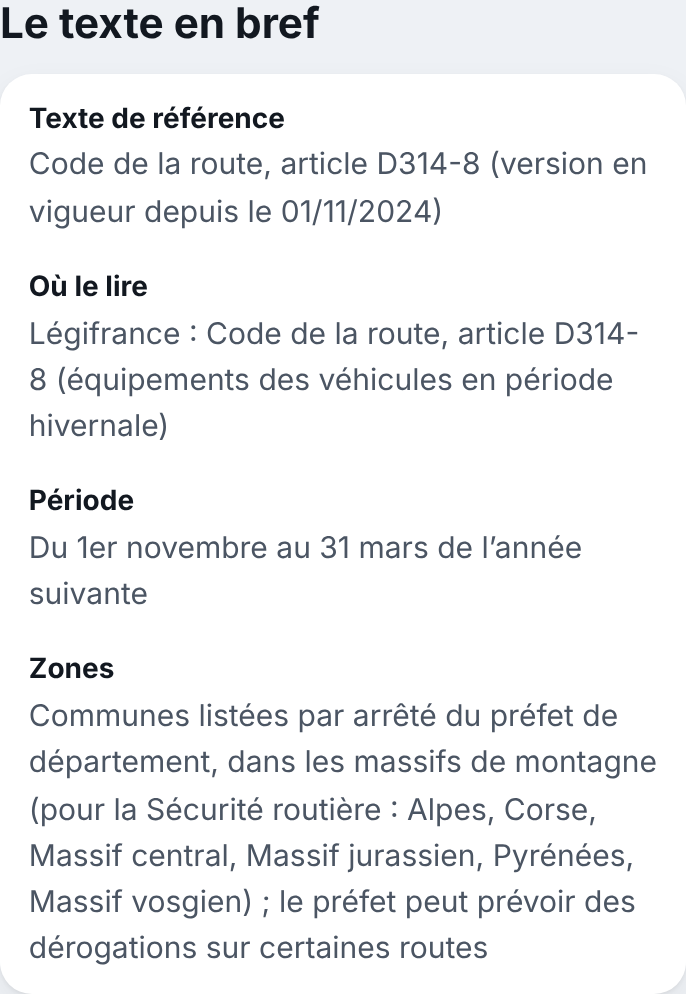 Le texte en bref
Texte de référence
Code de la route, article D314-8 (version en
vigueur depuis le 01/11/2024)
Où le lire
Légifrance : Code de la route, article D314-
8 (équipements des véhicules en période
hivernale)
Période
Du 1er novembre au 31 mars de l’année
suivante
Zones
Communes listées par arrêté du préfet de
département, dans les massifs de montagne
(pour la Sécurité routière : Alpes, Corse,
Massif central, Massif jurassien, Pyrénées,
Massif vosgien) ; le préfet peut prévoir des
dérogations sur certaines routes